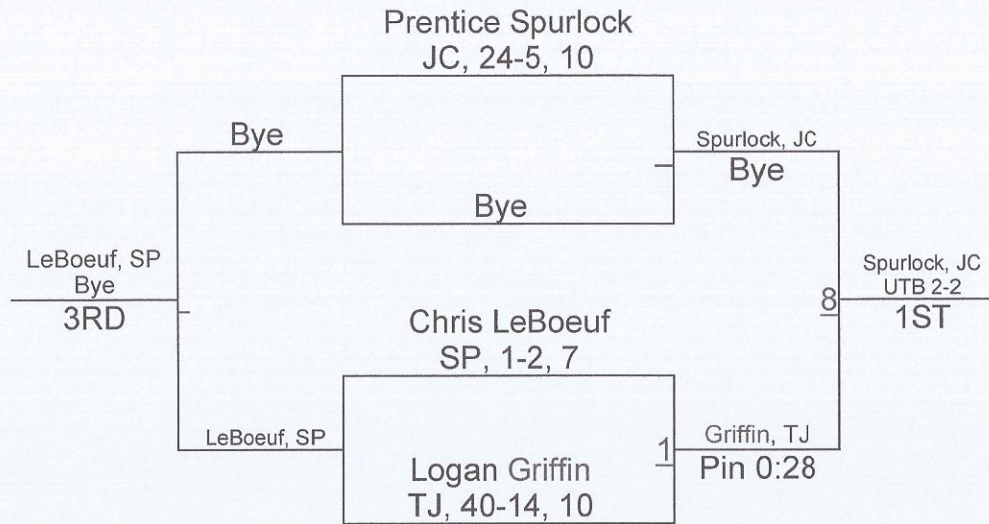 Prentice Spurlock
JC, 24-5, 10
Bye
Spurlock, JC
Bye
Bye
LeBoeuf, SP
Bye
3RD
Spurlock, JC
UTB 2-2
8
1ST
Chris LeBoeuf
SP, 1-2, 7
LeBoeuf, SP
1
Griffin, TJ
Pin 0:28
Logan Griffin
TJ, 40-14, 10